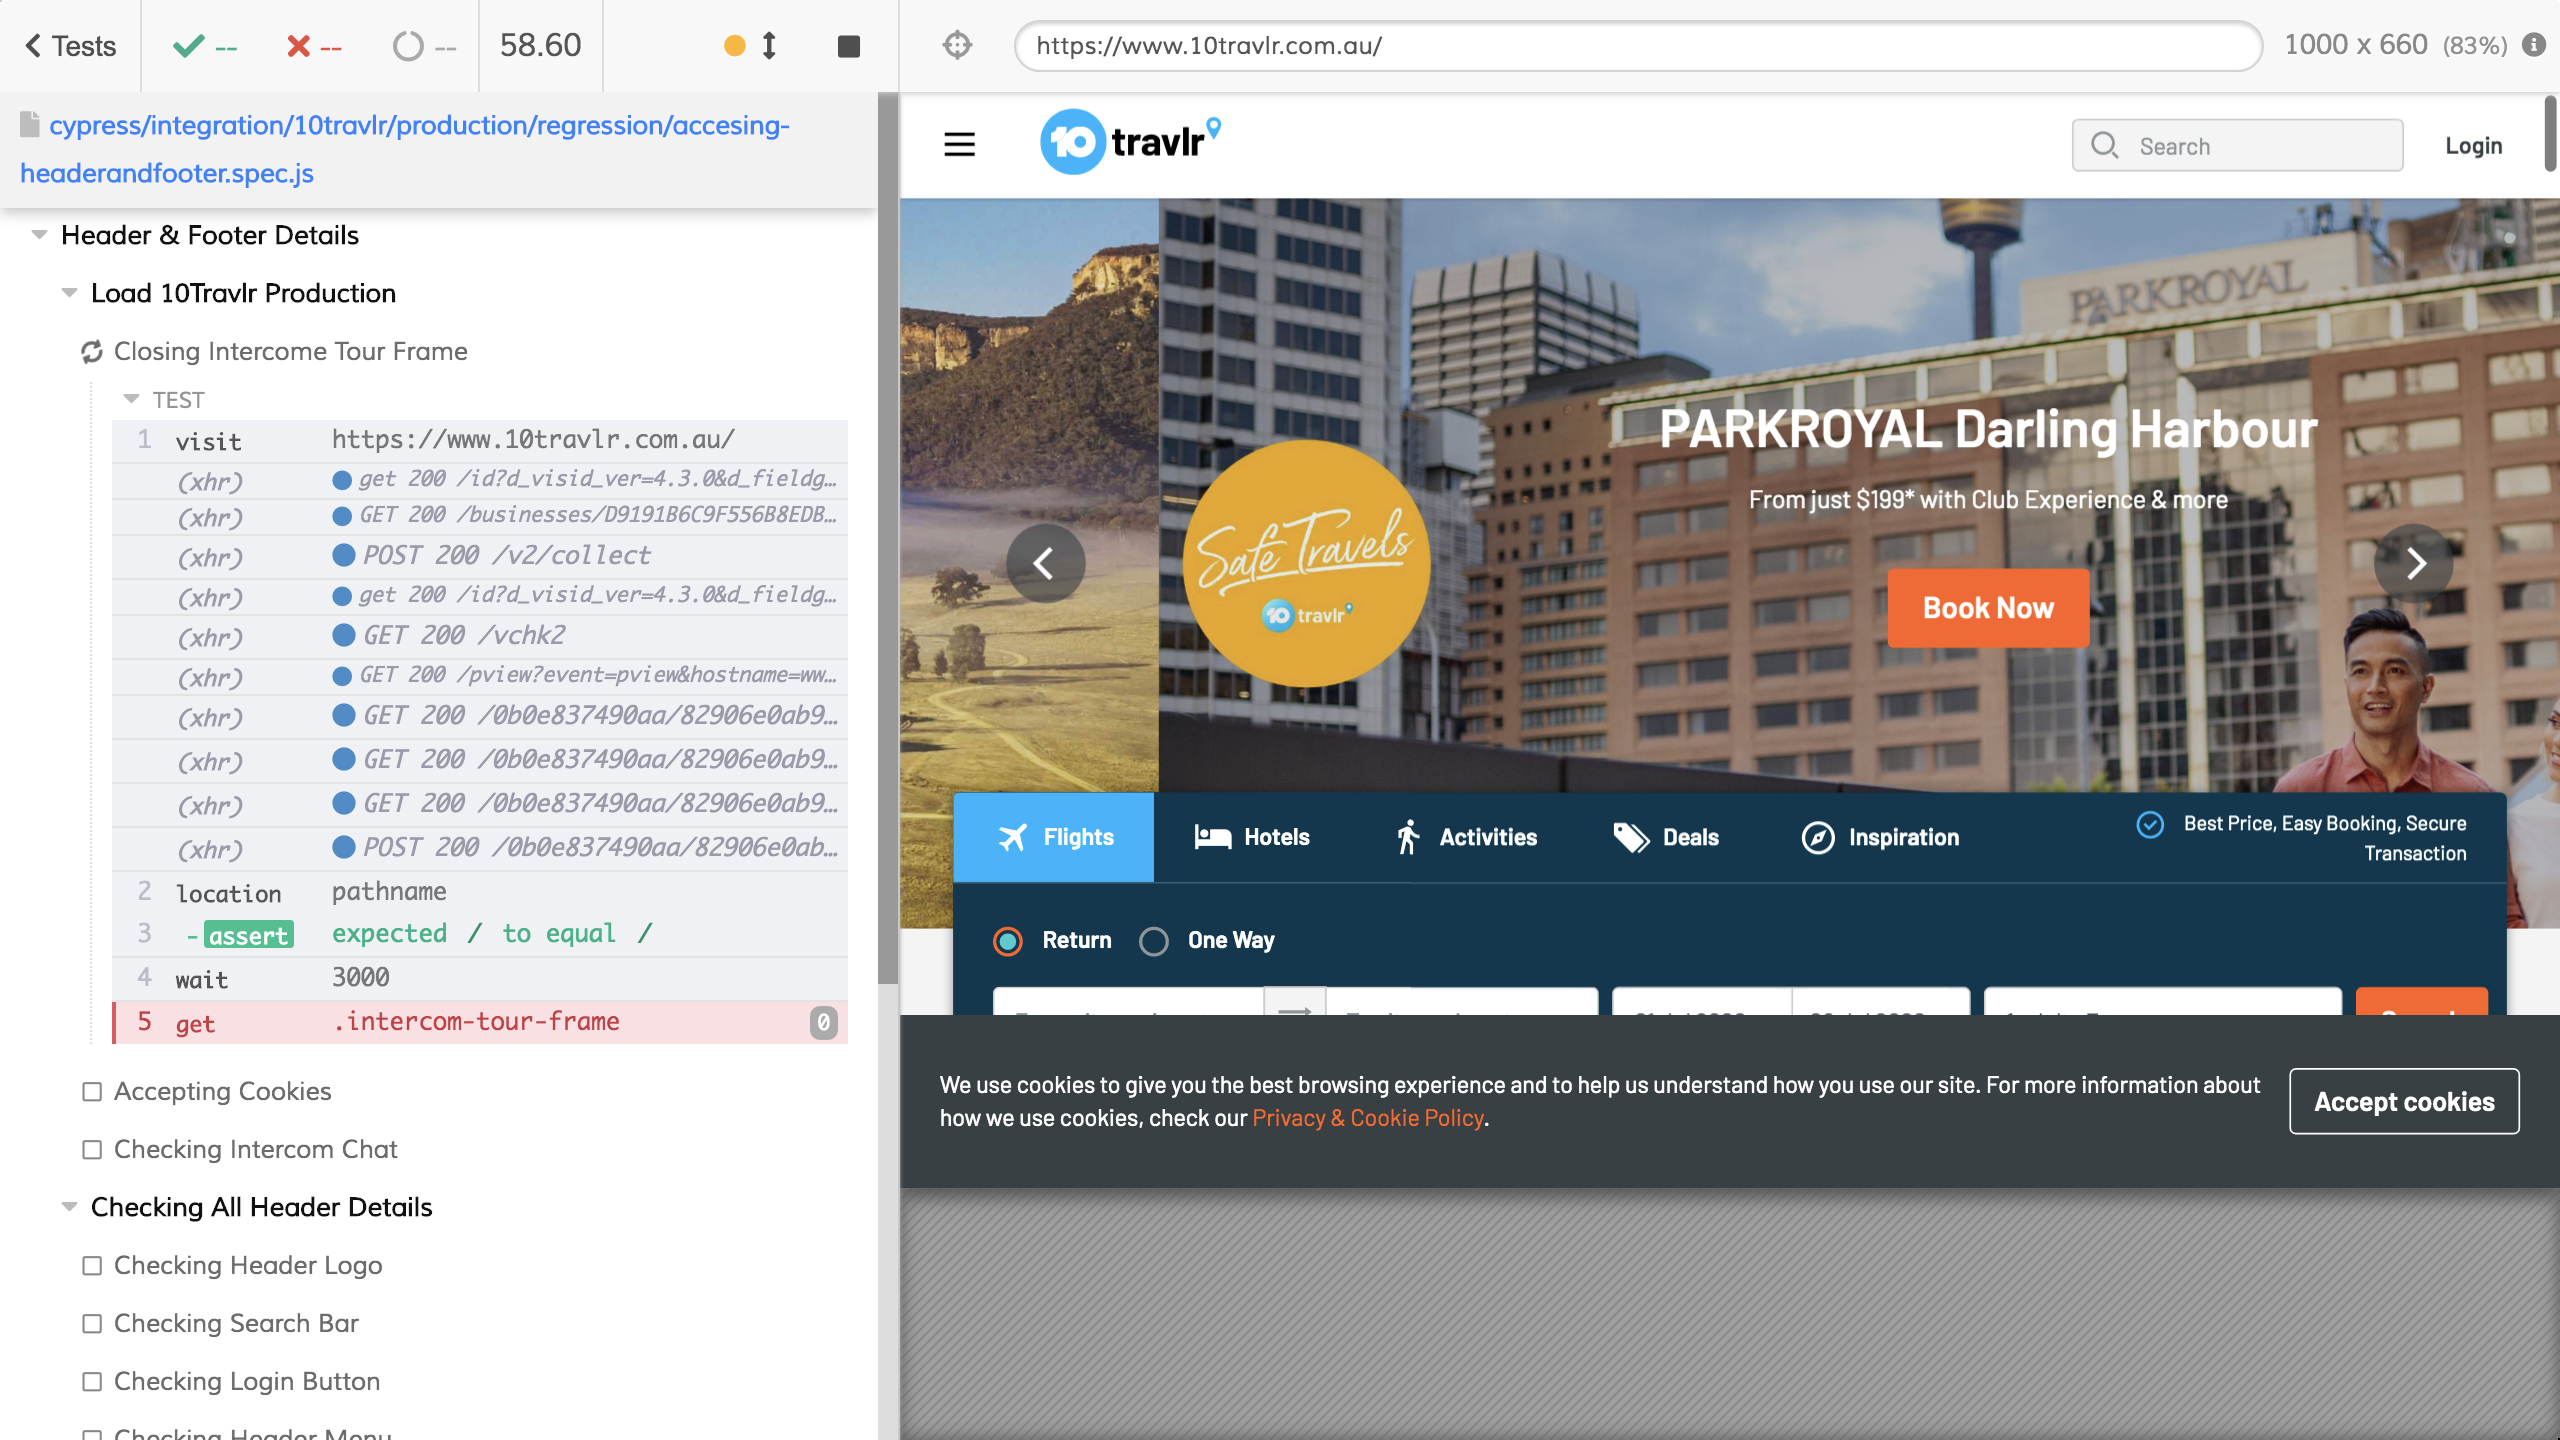 Tests
--
--
--
58.60
https://www.10travlr.com.au/
1000 x 660 (83%)
cypress/integration/10travlr/production/regression/accesing-
headerandfooter.spec.js
Header & Footer Details
Load 10Travlr Production
Closing Intercome Tour Frame
TEST
1 visit https://www.10travlr.com.au/
(xhr) get 200 /id?d_visid_ver=4.3.0&d_fieldg…
(xhr) GET 200 /businesses/D9191B6C9F556B8EDB…
(xhr) POST 200 /v2/collect
(xhr) get 200 /id?d_visid_ver=4.3.0&d_fieldg…
(xhr) GET 200 /vchk2
(xhr) GET 200 /pview?event=pview&hostname=ww…
(xhr) GET 200 /0b0e837490aa/82906e0ab9…
(xhr) GET 200 /0b0e837490aa/82906e0ab9…
(xhr) GET 200 /0b0e837490aa/82906e0ab9…
(xhr) POST 200 /0b0e837490aa/82906e0ab…
2 location pathname
3 -assert expected / to equal /
4 wait 3000
5 get .intercom-tour-frame 0
Accepting Cookies
Checking Intercom Chat
Checking All Header Details
Checking Header Logo
Checking Search Bar
Checking Login Button
Checking Header Menu
10 travlr
Search
Login
PARKROYAL
PARKROYAL Darling Harbour
From just $199* with Club Experience & more
Book Now
Safe Travels
10 travlr
Flights
Hotels
Activities
Deals
Inspiration
Best Price, Easy Booking, Secure
Transaction
Return
One Way
We use cookies to give you the best browsing experience and to help us understand how you use our site. For more information about
how we use cookies, check our Privacy & Cookie Policy.
Accept cookies